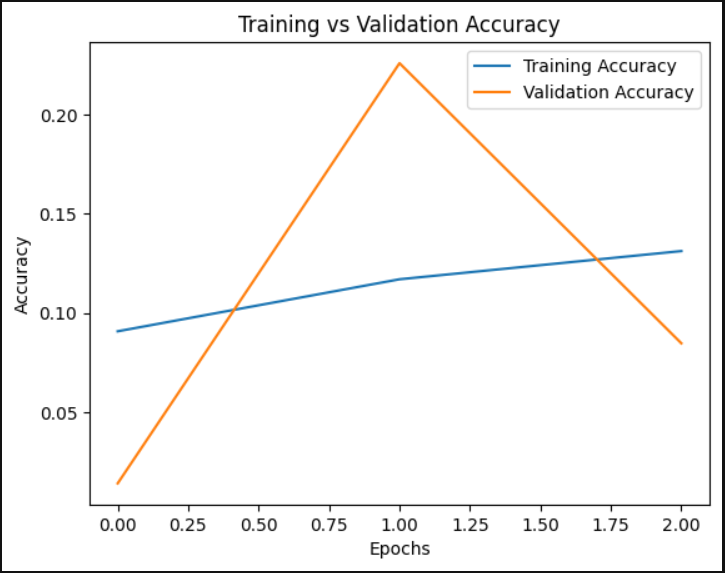 Training vs Validation Accuracy
Training Accuracy
Validation Accuracy
0.20
0.15
0.10
0.05
Accuracy
0.00 0.25 0.50 0.75 1.00 1.25 1.50 1.75 2.00
Epochs